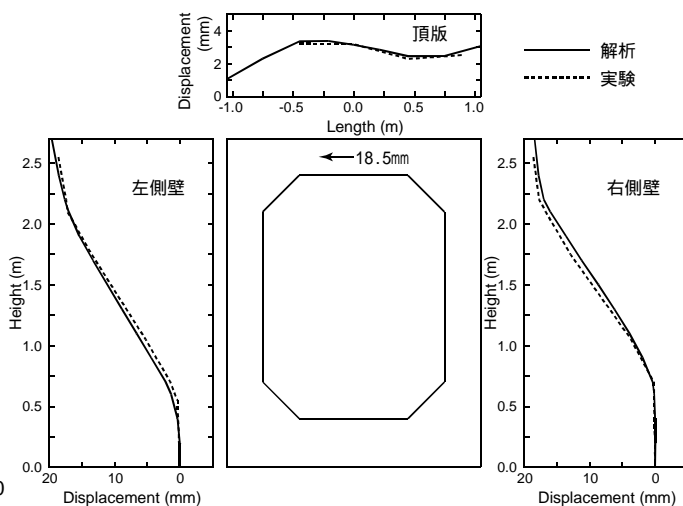 Displacement
(mm)
4
2
0
-1.0
-0.5
0.0
0.5
1.0
Length (m)
頂版
解析
実験
左側壁
Height (m)
2.5
2.0
1.5
1.0
0.5
0.0
20
10
0
Displacement (mm)
18.5mm
右側壁
Height (m)
2.5
2.0
1.5
1.0
0.5
0.0
20
10
0
Displacement (mm)
0